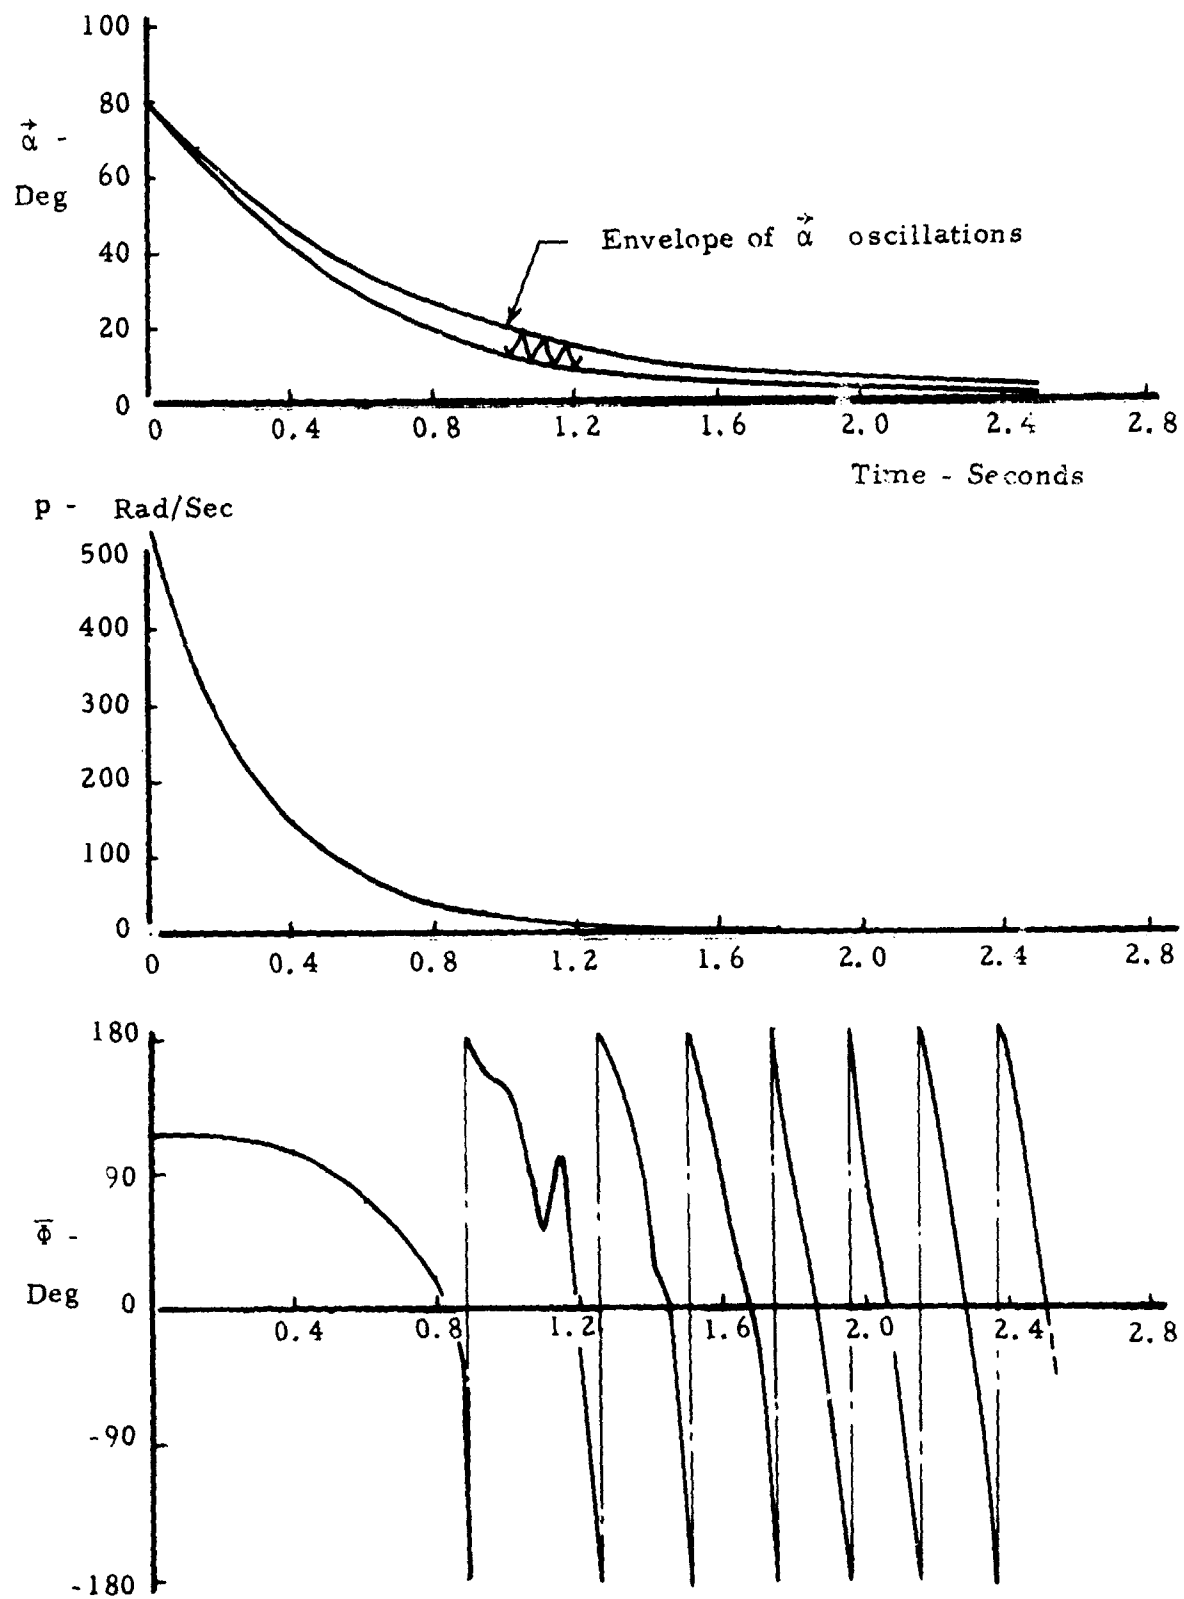 100
80
α⃗ -
Deg
60
40
20
0
Envelope of α⃗ oscillations
0 0.4 0.8 1.2 1.6 2.0 2.4 2.8
Time - Seconds
p - Rad/Sec
500
400
300
200
100
0
0 0.4 0.8 1.2 1.6 2.0 2.4 2.8
180
90
Φ̅ -
Deg
0
0.4 0.8 1.2 1.6 2.0 2.4 2.8
-90
-180